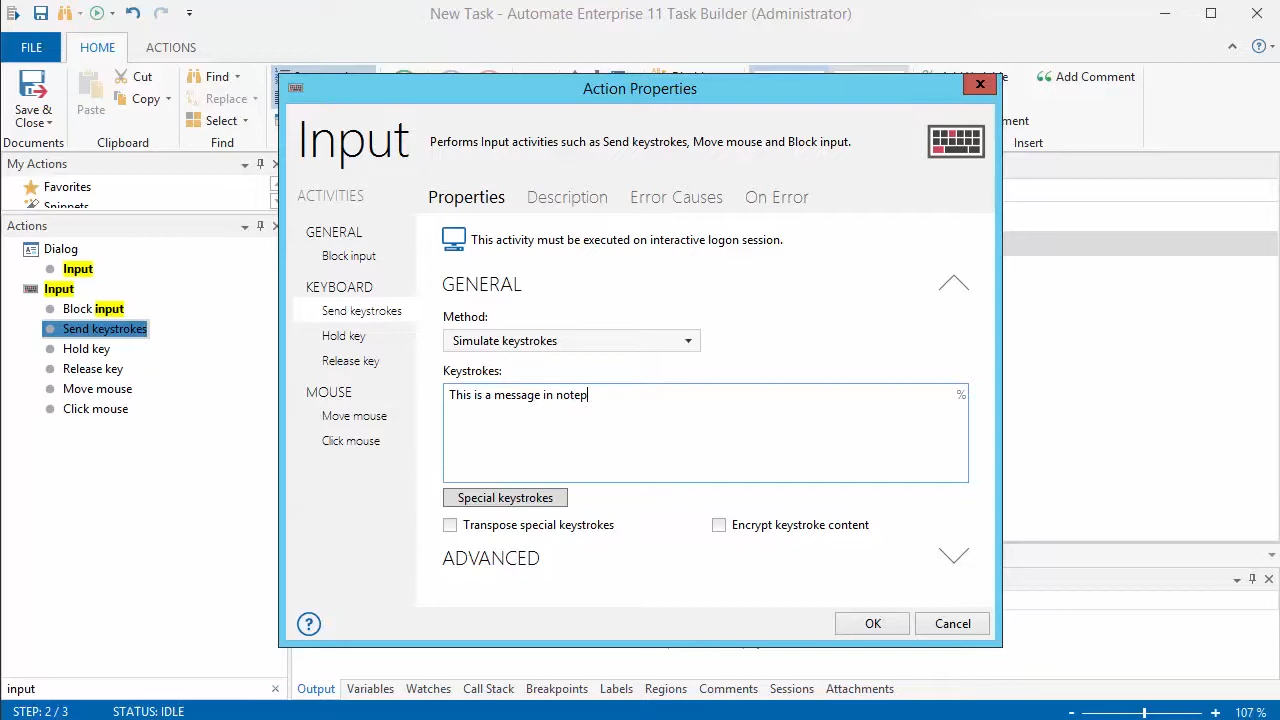 New Task - Automate Enterprise 11 Task Builder (Administrator)
FILE
HOME
ACTIONS
Save & Close
Paste
Cut
Copy
Find
Replace
Select
Add Comment
Documents
Clipboard
Find
Insert
My Actions
Favorites
Snippets
Actions
Dialog
Input
Input
Block input
Send keystrokes
Hold key
Release key
Move mouse
Click mouse
input
Action Properties
Input
Performs Input activities such as Send keystrokes, Move mouse and Block input.
ACTIVITIES
GENERAL
Block input
KEYBOARD
Send keystrokes
Hold key
Release key
MOUSE
Move mouse
Click mouse
Properties
Description
Error Causes
On Error
This activity must be executed on interactive logon session.
GENERAL
Method:
Simulate keystrokes
Keystrokes:
This is a message in notep
%
Special keystrokes
Transpose special keystrokes
Encrypt keystroke content
ADVANCED
OK
Cancel
Output
Variables
Watches
Call Stack
Breakpoints
Labels
Regions
Comments
Sessions
Attachments
STEP: 2 / 3
STATUS: IDLE
107 %